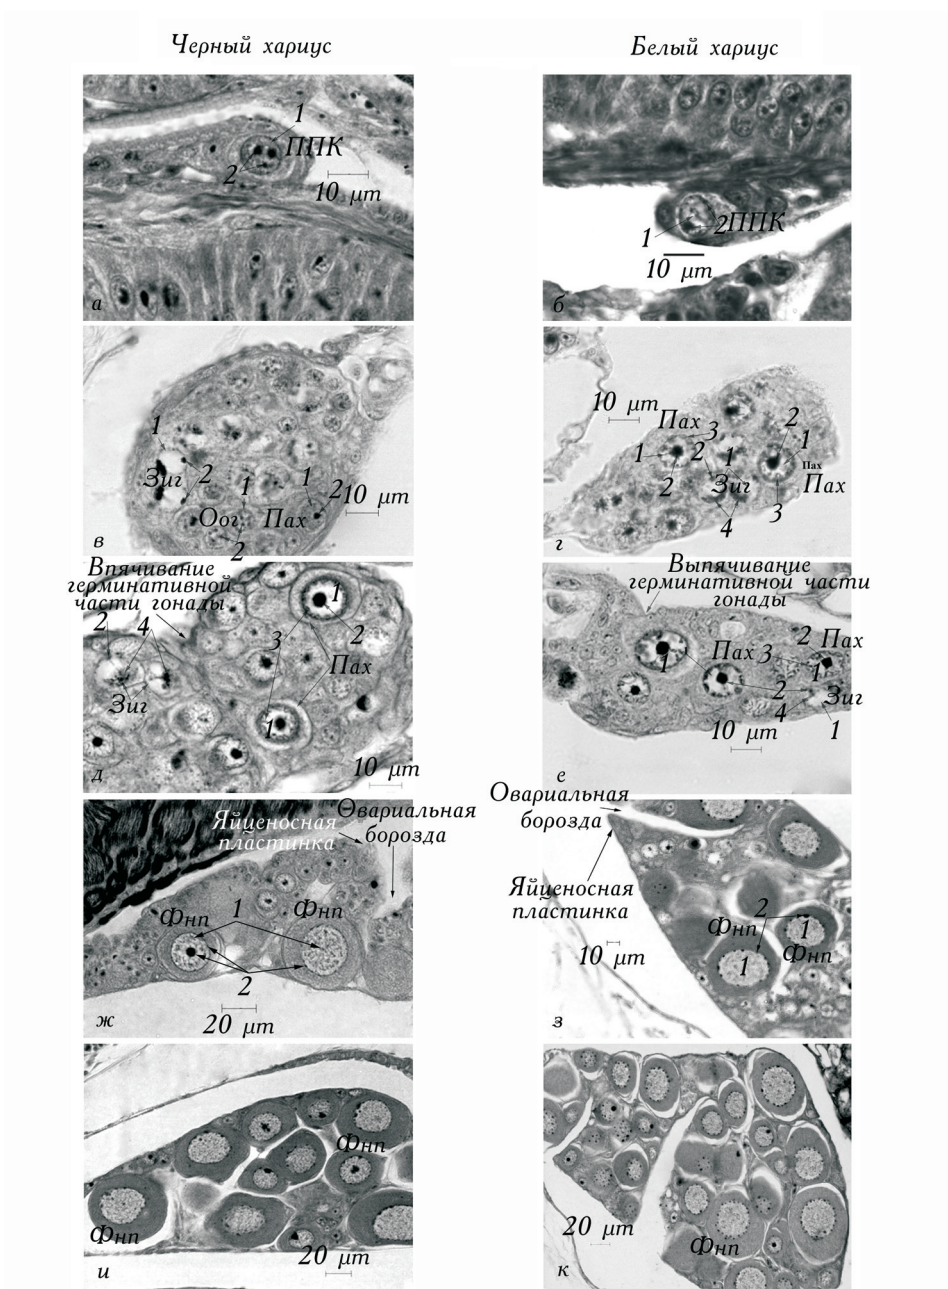 Черный хариус
Белый хариус
1
ППК
2
10 µm
а
1
2 ППК
10 µm
б
1
Зиг
2
1
1
2
10 µm
Оог
Пах
2
в
10 µm
Пах
3
2
1
2
1
1
2
Зиг
Пах
Пах
4
3
г
Впячивание
герминативной
части гонады
2
4
1
3
2
Пах
Зиг
1
10 µm
д
Выпячивание
герминативной части
гонады
2
Пах
Пах
3
1
1
2
Зиг
4
1
10 µm
е
Яйценосная
пластинка
Овариальная
борозда
Фнп
1
Фнп
2
20 µm
ж
Овариальная
борозда
Яйценосная
пластинка
2
Фнп
1
Фнп
10 µm
1
з
Фнп
Фнп
20 µm
и
20 µm
Фнп
к